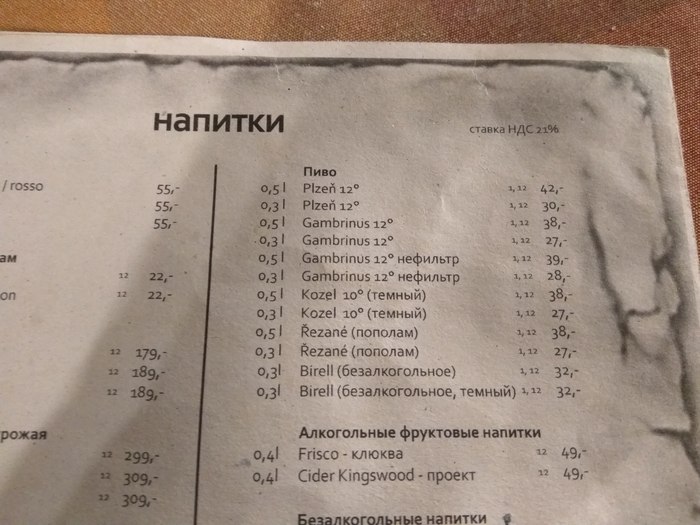 напитки
ставка НДС 21%
/ rosso 55,-
55,-
55,-
ам
12 22,-
on 12 22,-
12 179,-
12 189,-
12 189,-
рожая
12 299,-
12 309,-
12 309,-
Пиво
0,5 l Plzeň 12° 1, 12 42,-
0,3 l Plzeň 12° 1, 12 30,-
0,5 l Gambrinus 12° 1, 12 38,-
0,3 l Gambrinus 12° 1, 12 27,-
0,5 l Gambrinus 12° нефильтр 1, 12 39,-
0,3 l Gambrinus 12° нефильтр 1, 12 28,-
0,5 l Kozel 10° (темный) 1, 12 38,-
0,3 l Kozel 10° (темный) 1, 12 27,-
0,5 l Řezané (пополам) 1, 12 38,-
0,3 l Řezané (пополам) 1, 12 27,-
0,3l Birell (безалкогольное) 1, 12 32,-
0,3l Birell (безалкогольное, темный) 1, 12 32,-
Алкогольные фруктовые напитки
0,4l Frisco - клюква 12 49,-
0,4l Cider Kingswood - проект 12 49,-
Безалкогольные напитки